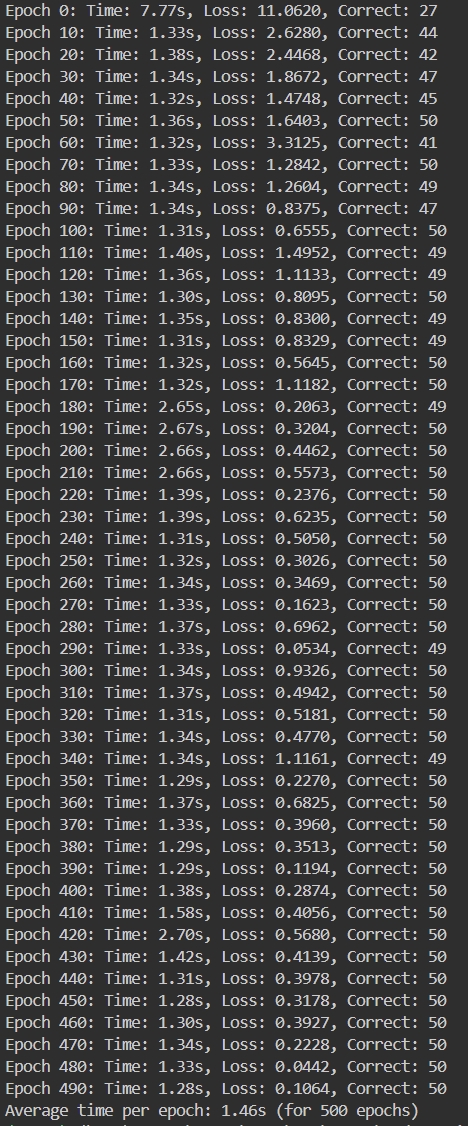 Epoch 0: Time: 7.77s, Loss: 11.0620, Correct: 27
Epoch 10: Time: 1.33s, Loss: 2.6280, Correct: 44
Epoch 20: Time: 1.38s, Loss: 2.4468, Correct: 42
Epoch 30: Time: 1.34s, Loss: 1.8672, Correct: 47
Epoch 40: Time: 1.32s, Loss: 1.4748, Correct: 45
Epoch 50: Time: 1.36s, Loss: 1.6403, Correct: 50
Epoch 60: Time: 1.32s, Loss: 3.3125, Correct: 41
Epoch 70: Time: 1.33s, Loss: 1.2842, Correct: 50
Epoch 80: Time: 1.34s, Loss: 1.2604, Correct: 49
Epoch 90: Time: 1.34s, Loss: 0.8375, Correct: 47
Epoch 100: Time: 1.31s, Loss: 0.6555, Correct: 50
Epoch 110: Time: 1.40s, Loss: 1.4952, Correct: 49
Epoch 120: Time: 1.36s, Loss: 1.1133, Correct: 49
Epoch 130: Time: 1.30s, Loss: 0.8095, Correct: 50
Epoch 140: Time: 1.35s, Loss: 0.8300, Correct: 49
Epoch 150: Time: 1.31s, Loss: 0.8329, Correct: 49
Epoch 160: Time: 1.32s, Loss: 0.5645, Correct: 50
Epoch 170: Time: 1.32s, Loss: 1.1182, Correct: 50
Epoch 180: Time: 2.65s, Loss: 0.2063, Correct: 49
Epoch 190: Time: 2.67s, Loss: 0.3204, Correct: 50
Epoch 200: Time: 2.66s, Loss: 0.4462, Correct: 50
Epoch 210: Time: 2.66s, Loss: 0.5573, Correct: 50
Epoch 220: Time: 1.39s, Loss: 0.2376, Correct: 50
Epoch 230: Time: 1.39s, Loss: 0.6235, Correct: 50
Epoch 240: Time: 1.31s, Loss: 0.5050, Correct: 50
Epoch 250: Time: 1.32s, Loss: 0.3026, Correct: 50
Epoch 260: Time: 1.34s, Loss: 0.3469, Correct: 50
Epoch 270: Time: 1.33s, Loss: 0.1623, Correct: 50
Epoch 280: Time: 1.37s, Loss: 0.6962, Correct: 50
Epoch 290: Time: 1.33s, Loss: 0.0534, Correct: 49
Epoch 300: Time: 1.34s, Loss: 0.9326, Correct: 50
Epoch 310: Time: 1.37s, Loss: 0.4942, Correct: 50
Epoch 320: Time: 1.31s, Loss: 0.5181, Correct: 50
Epoch 330: Time: 1.34s, Loss: 0.4770, Correct: 50
Epoch 340: Time: 1.34s, Loss: 1.1161, Correct: 49
Epoch 350: Time: 1.29s, Loss: 0.2270, Correct: 50
Epoch 360: Time: 1.37s, Loss: 0.6825, Correct: 50
Epoch 370: Time: 1.33s, Loss: 0.3960, Correct: 50
Epoch 380: Time: 1.29s, Loss: 0.3513, Correct: 50
Epoch 390: Time: 1.29s, Loss: 0.1194, Correct: 50
Epoch 400: Time: 1.38s, Loss: 0.2874, Correct: 50
Epoch 410: Time: 1.58s, Loss: 0.4056, Correct: 50
Epoch 420: Time: 2.70s, Loss: 0.5680, Correct: 50
Epoch 430: Time: 1.42s, Loss: 0.4139, Correct: 50
Epoch 440: Time: 1.31s, Loss: 0.3978, Correct: 50
Epoch 450: Time: 1.28s, Loss: 0.3178, Correct: 50
Epoch 460: Time: 1.30s, Loss: 0.3927, Correct: 50
Epoch 470: Time: 1.34s, Loss: 0.2228, Correct: 50
Epoch 480: Time: 1.33s, Loss: 0.0442, Correct: 50
Epoch 490: Time: 1.28s, Loss: 0.1064, Correct: 50
Average time per epoch: 1.46s (for 500 epochs)